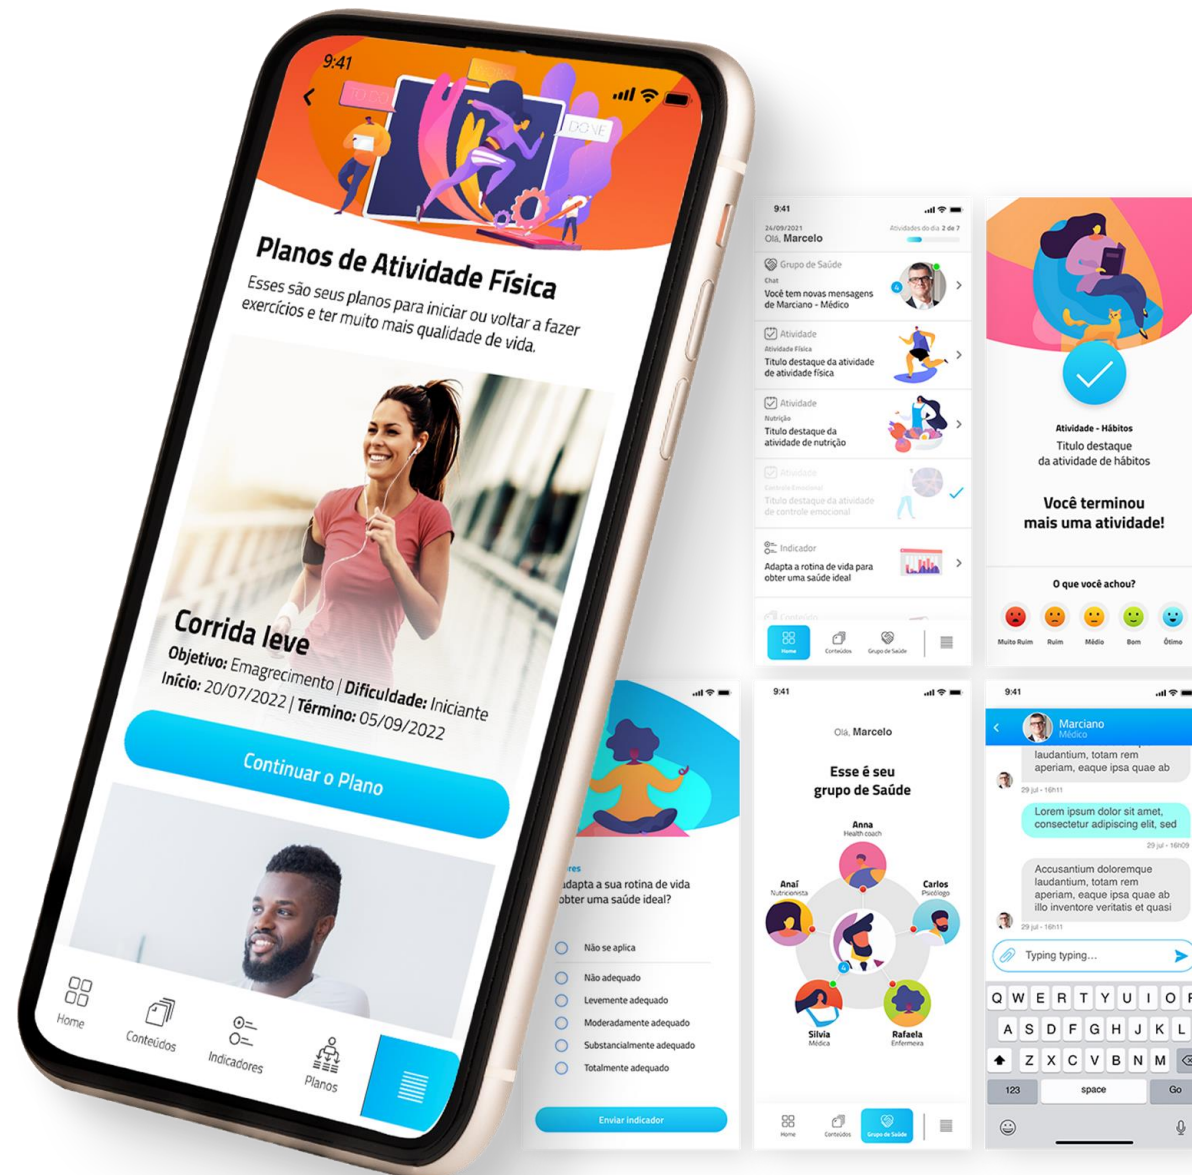 9:41
TO DO
DONE
Planos de Atividade Física
Esses são seus planos para iniciar ou voltar a fazer
exercícios e ter muito mais qualidade de vida.
Corrida leve
Objetivo: Emagrecimento | Dificuldade: Iniciante
Início: 20/07/2022 | Término: 05/09/2022
Continuar o Plano
Home
Conteúdos
Indicadores
Planos
9:41
24/09/2021
Olá, Marcelo
Atividades do dia 2 de 7
Grupo de Saúde
Chat
Você tem novas mensagens
de Marciano - Médico
4
Atividade
Atividade Física
Titulo destaque da atividade
de atividade física
Atividade
Nutrição
Titulo destaque da
atividade de nutrição
Atividade
Controle Emocional
Titulo destaque da atividade
de controle emocional
Indicador
Adapta a rotina de vida para
obter uma saúde ideal
Conteúdo
Home
Conteúdos
Grupo de Saúde
Atividade - Hábitos
Titulo destaque
da atividade de hábitos
Você terminou
mais uma atividade!
O que você achou?
Muito Ruim
Ruim
Médio
Bom
Ótimo
res
adapta a sua rotina de vida
obter uma saúde ideal?
Não se aplica
Não adequado
Levemente adequado
Moderadamente adequado
Substancialmente adequado
Totalmente adequado
Enviar indicador
9:41
Olá, Marcelo
Esse é seu
grupo de Saúde
Anna
Health coach
Anaí
Nutricionista
Carlos
Psicólogo
4
Silvia
Médica
Rafaela
Enfermeira
Home
Conteúdos
Grupo de Saúde
9:41
Marciano
Médico
laudantium, totam rem
aperiam, eaque ipsa quae ab
29 jul - 16h11
Lorem ipsum dolor sit amet,
consectetur adipiscing elit, sed
29 jul - 16h09
Accusantium doloremque
laudantium, totam rem
aperiam, eaque ipsa quae ab
illo inventore veritatis et quasi
29 jul - 16h11
Typing typing...
Q W E R T Y U I O P
A S D F G H J K L
Z X C V B N M
123
space
Go